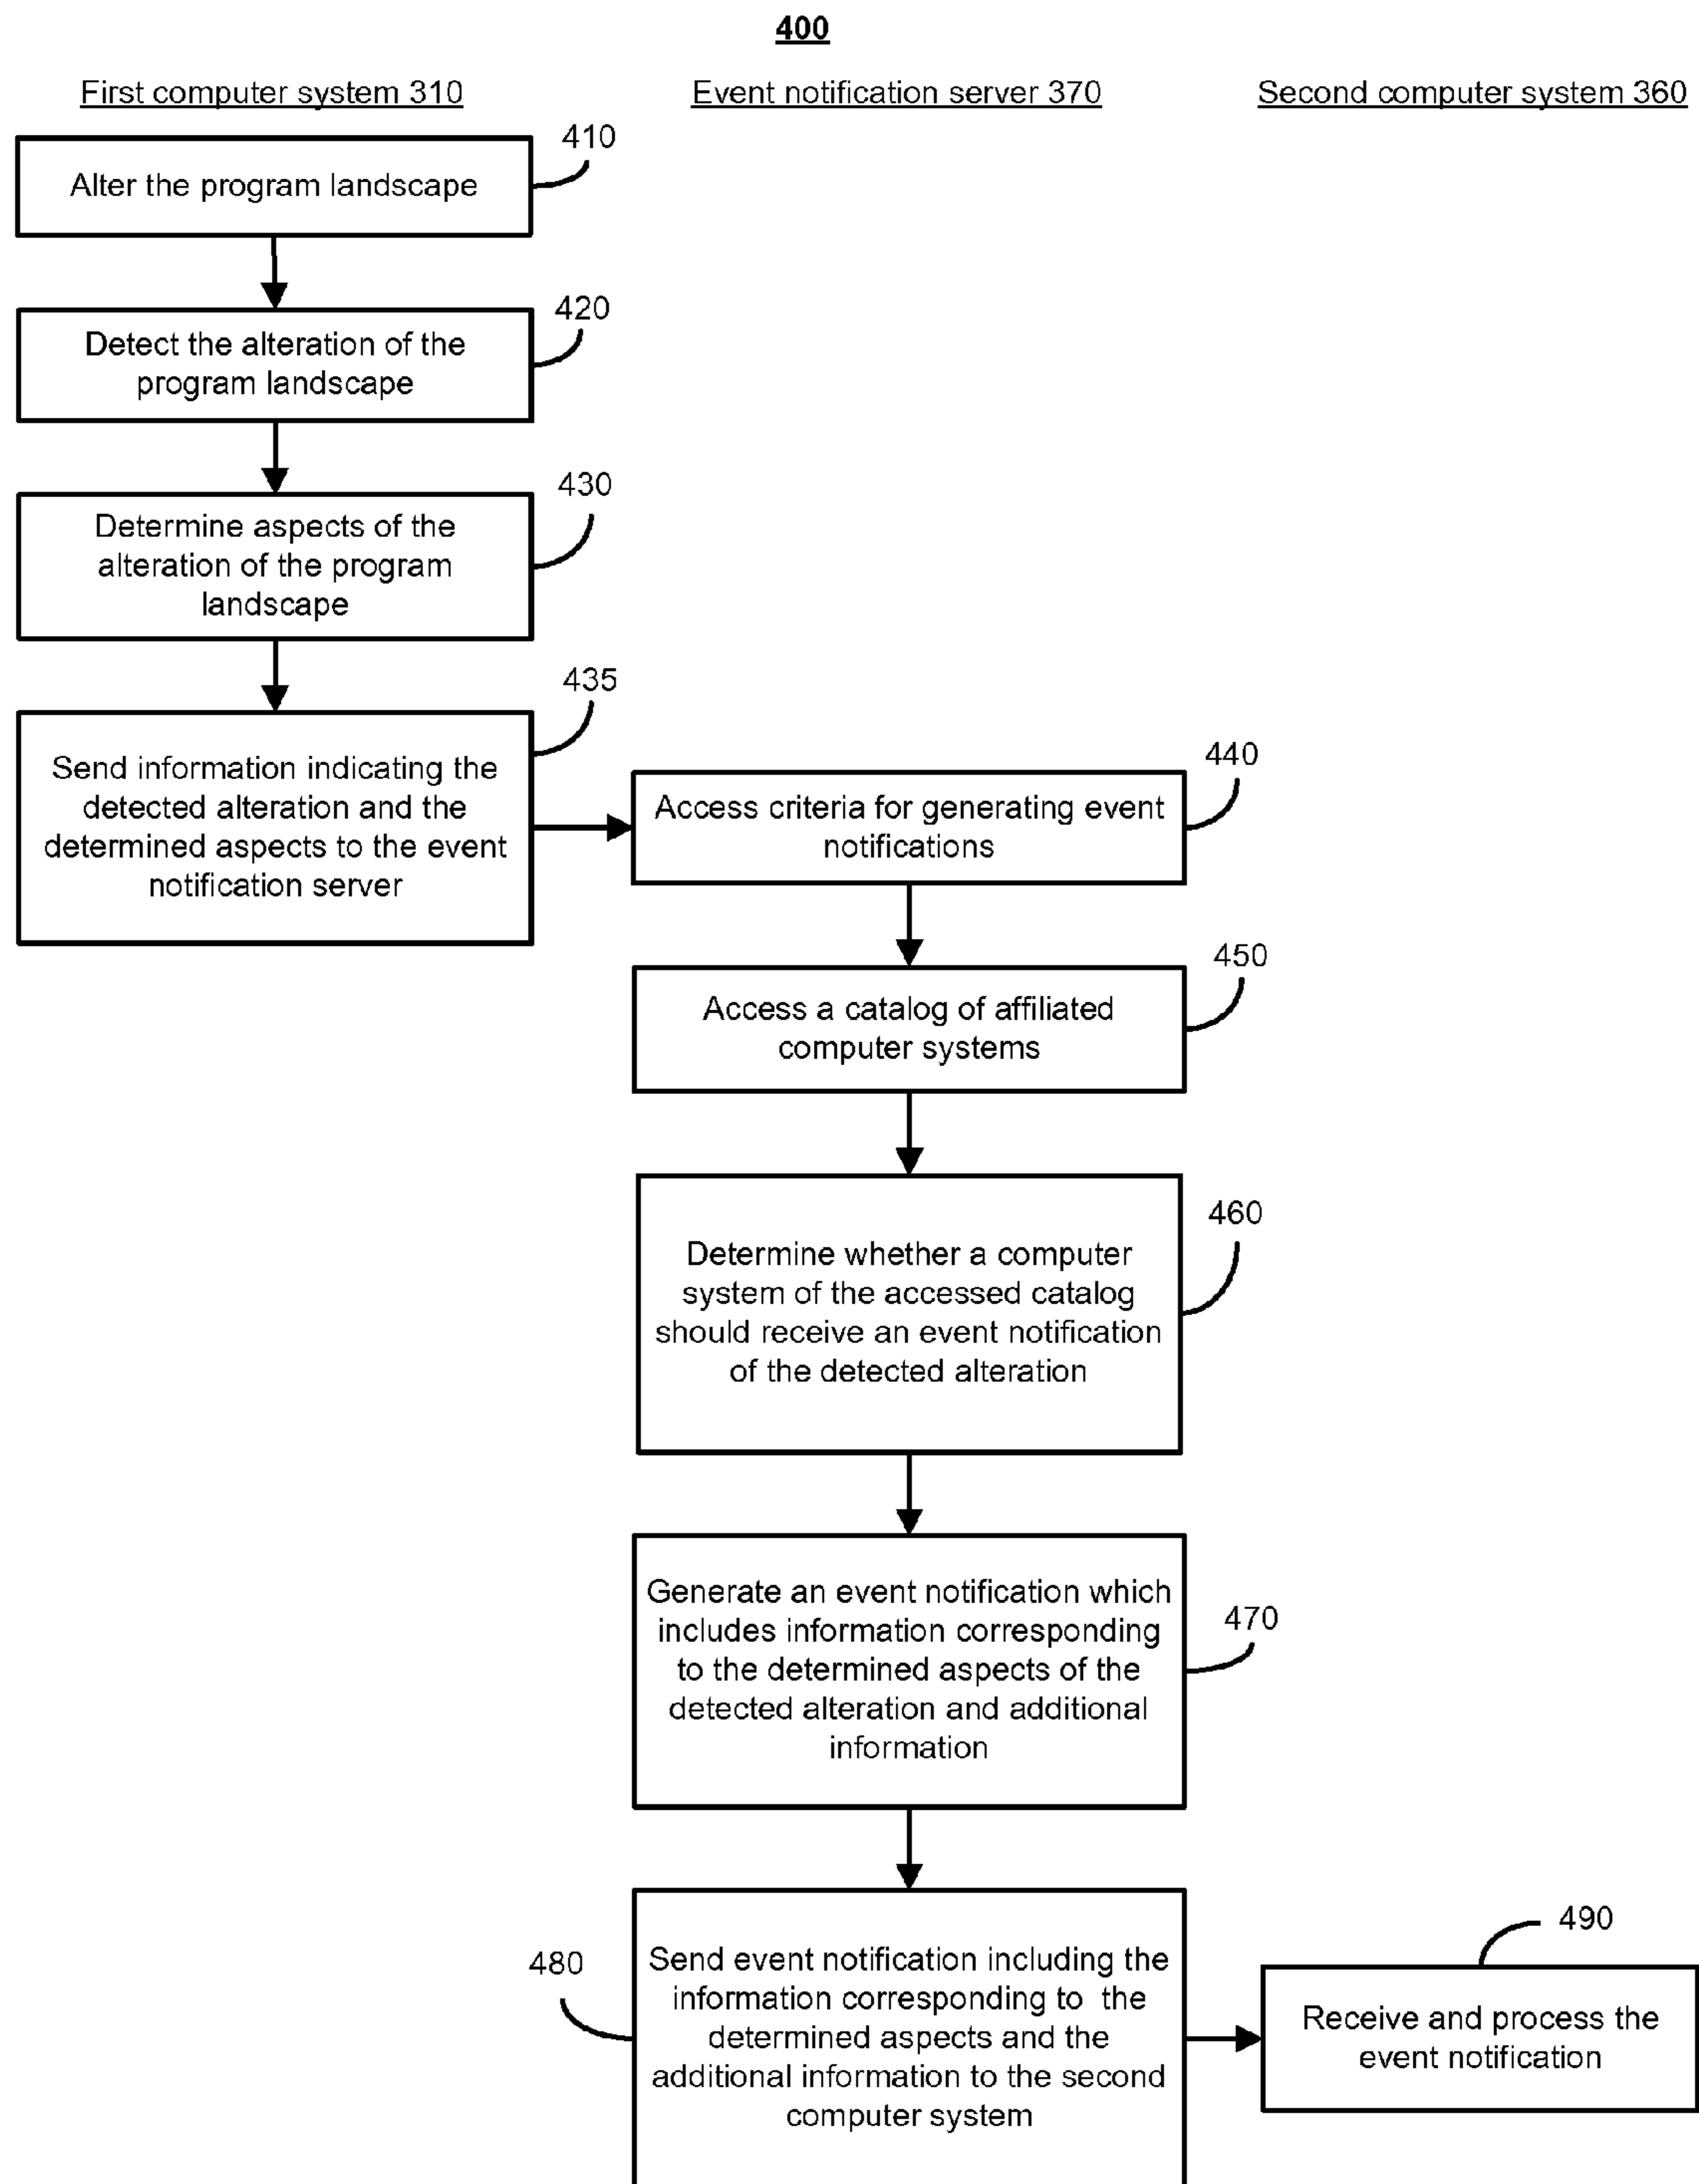 400
First computer system 310
Event notification server 370
Second computer system 360
410
Alter the program landscape
420
Detect the alteration of the
program landscape
430
Determine aspects of the
alteration of the program
landscape
435
Send information indicating the
detected alteration and the
determined aspects to the event
notification server
440
Access criteria for generating event
notifications
450
Access a catalog of affiliated
computer systems
460
Determine whether a computer
system of the accessed catalog
should receive an event notification
of the detected alteration
470
Generate an event notification which
includes information corresponding
to the determined aspects of the
detected alteration and additional
information
480
Send event notification including the
information corresponding to the
determined aspects and the
additional information to the second
computer system
490
Receive and process the
event notification